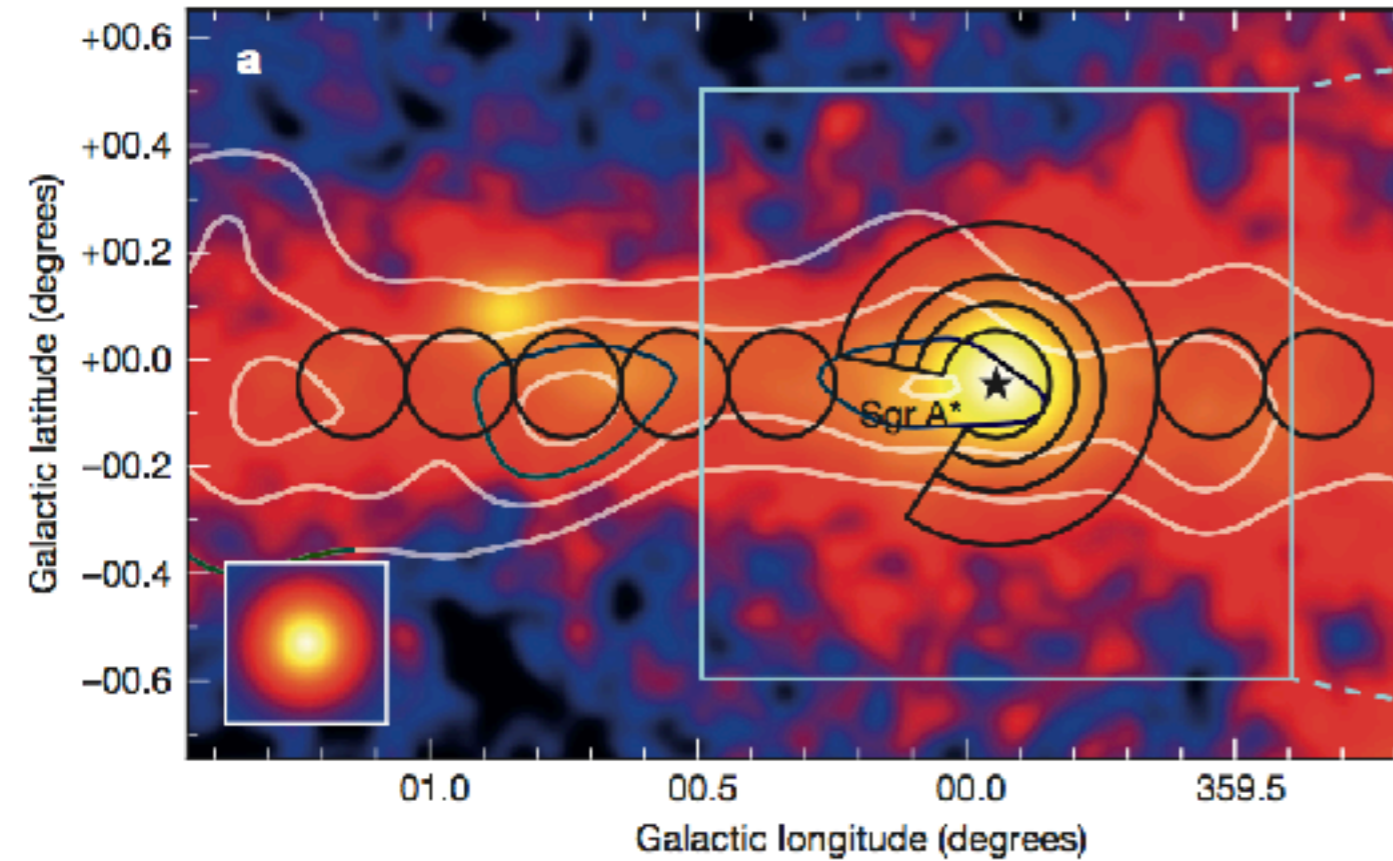 a
+00.6
+00.4
+00.2
+00.0
−00.2
−00.4
−00.6
Galactic latitude (degrees)
Sgr A*
01.0
00.5
00.0
359.5
Galactic longitude (degrees)